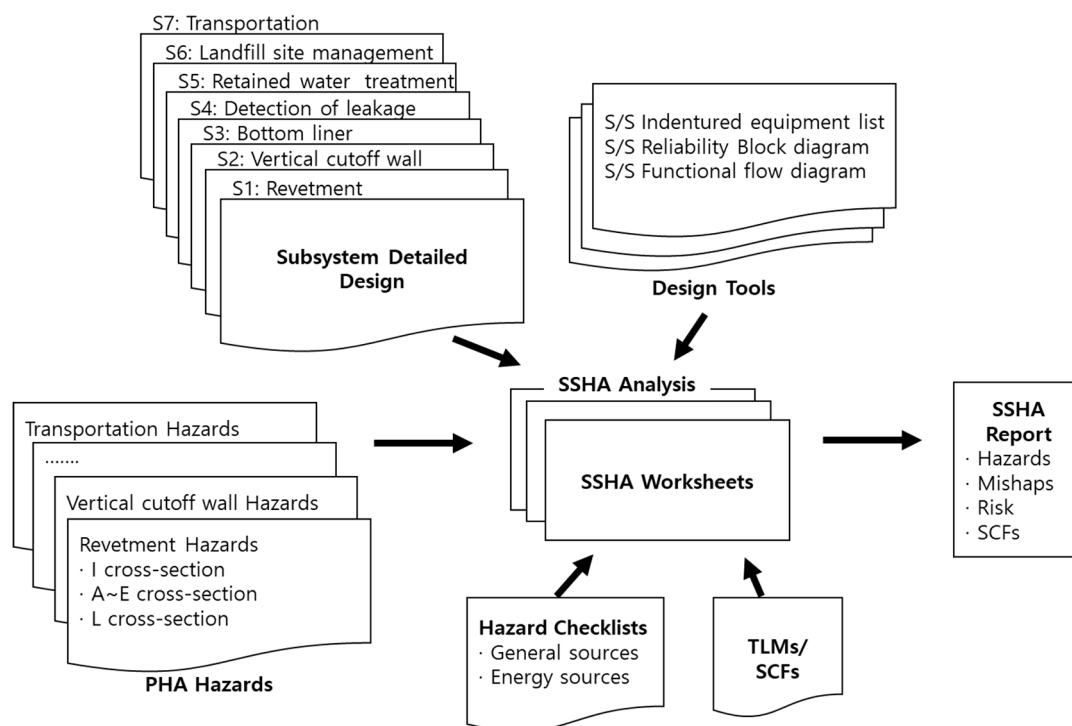 S7: Transportation
S6: Landfill site management
S5: Retained water treatment
S4: Detection of leakage
S3: Bottom liner
S2: Vertical cutoff wall
S1: Revetment
Subsystem Detailed
Design
S/S Indentured equipment list
S/S Reliability Block diagram
S/S Functional flow diagram
Design Tools
Transportation Hazards
.......
Vertical cutoff wall Hazards
Revetment Hazards
· I cross-section
· A~E cross-section
· L cross-section
PHA Hazards
SSHA Analysis
SSHA Worksheets
Hazard Checklists
· General sources
· Energy sources
TLMs/
SCFs
SSHA
Report
· Hazards
· Mishaps
· Risk
· SCFs